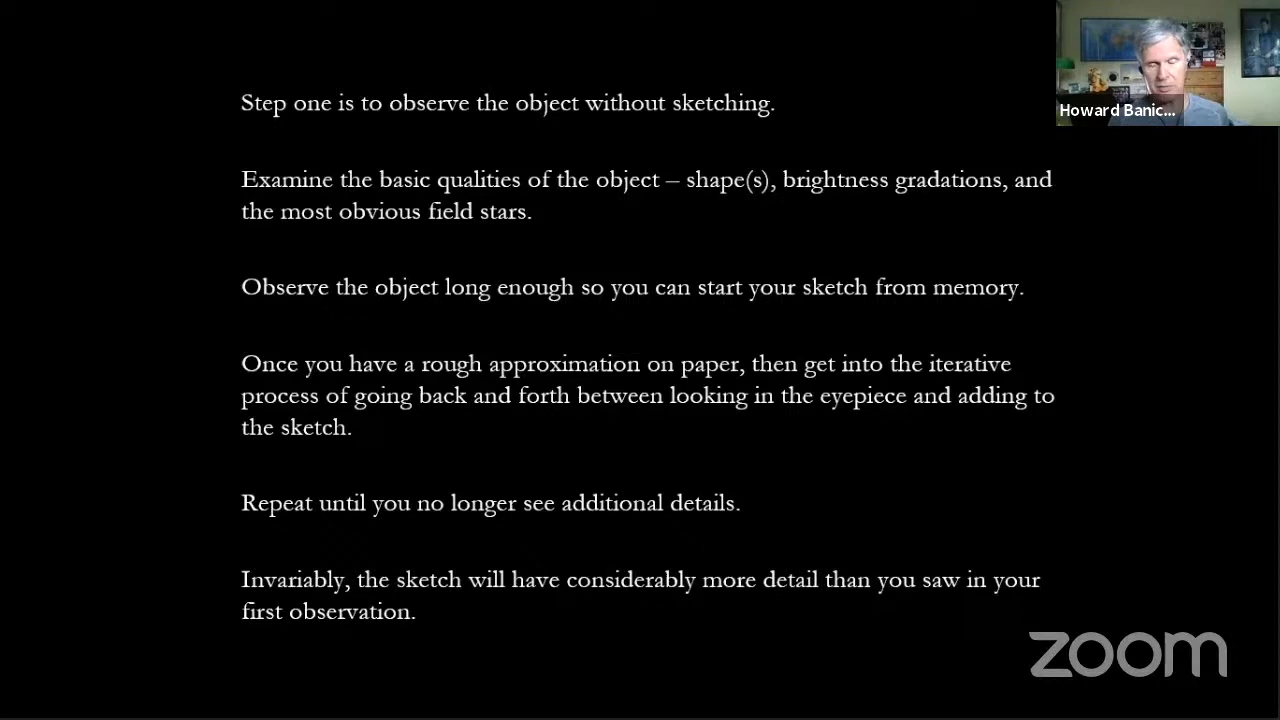 Step one is to observe the object without sketching.
Howard Banic...
Examine the basic qualities of the object – shape(s), brightness gradations, and
the most obvious field stars.
Observe the object long enough so you can start your sketch from memory.
Once you have a rough approximation on paper, then get into the iterative
process of going back and forth between looking in the eyepiece and adding to
the sketch.
Repeat until you no longer see additional details.
Invariably, the sketch will have considerably more detail than you saw in your
first observation.
zoom